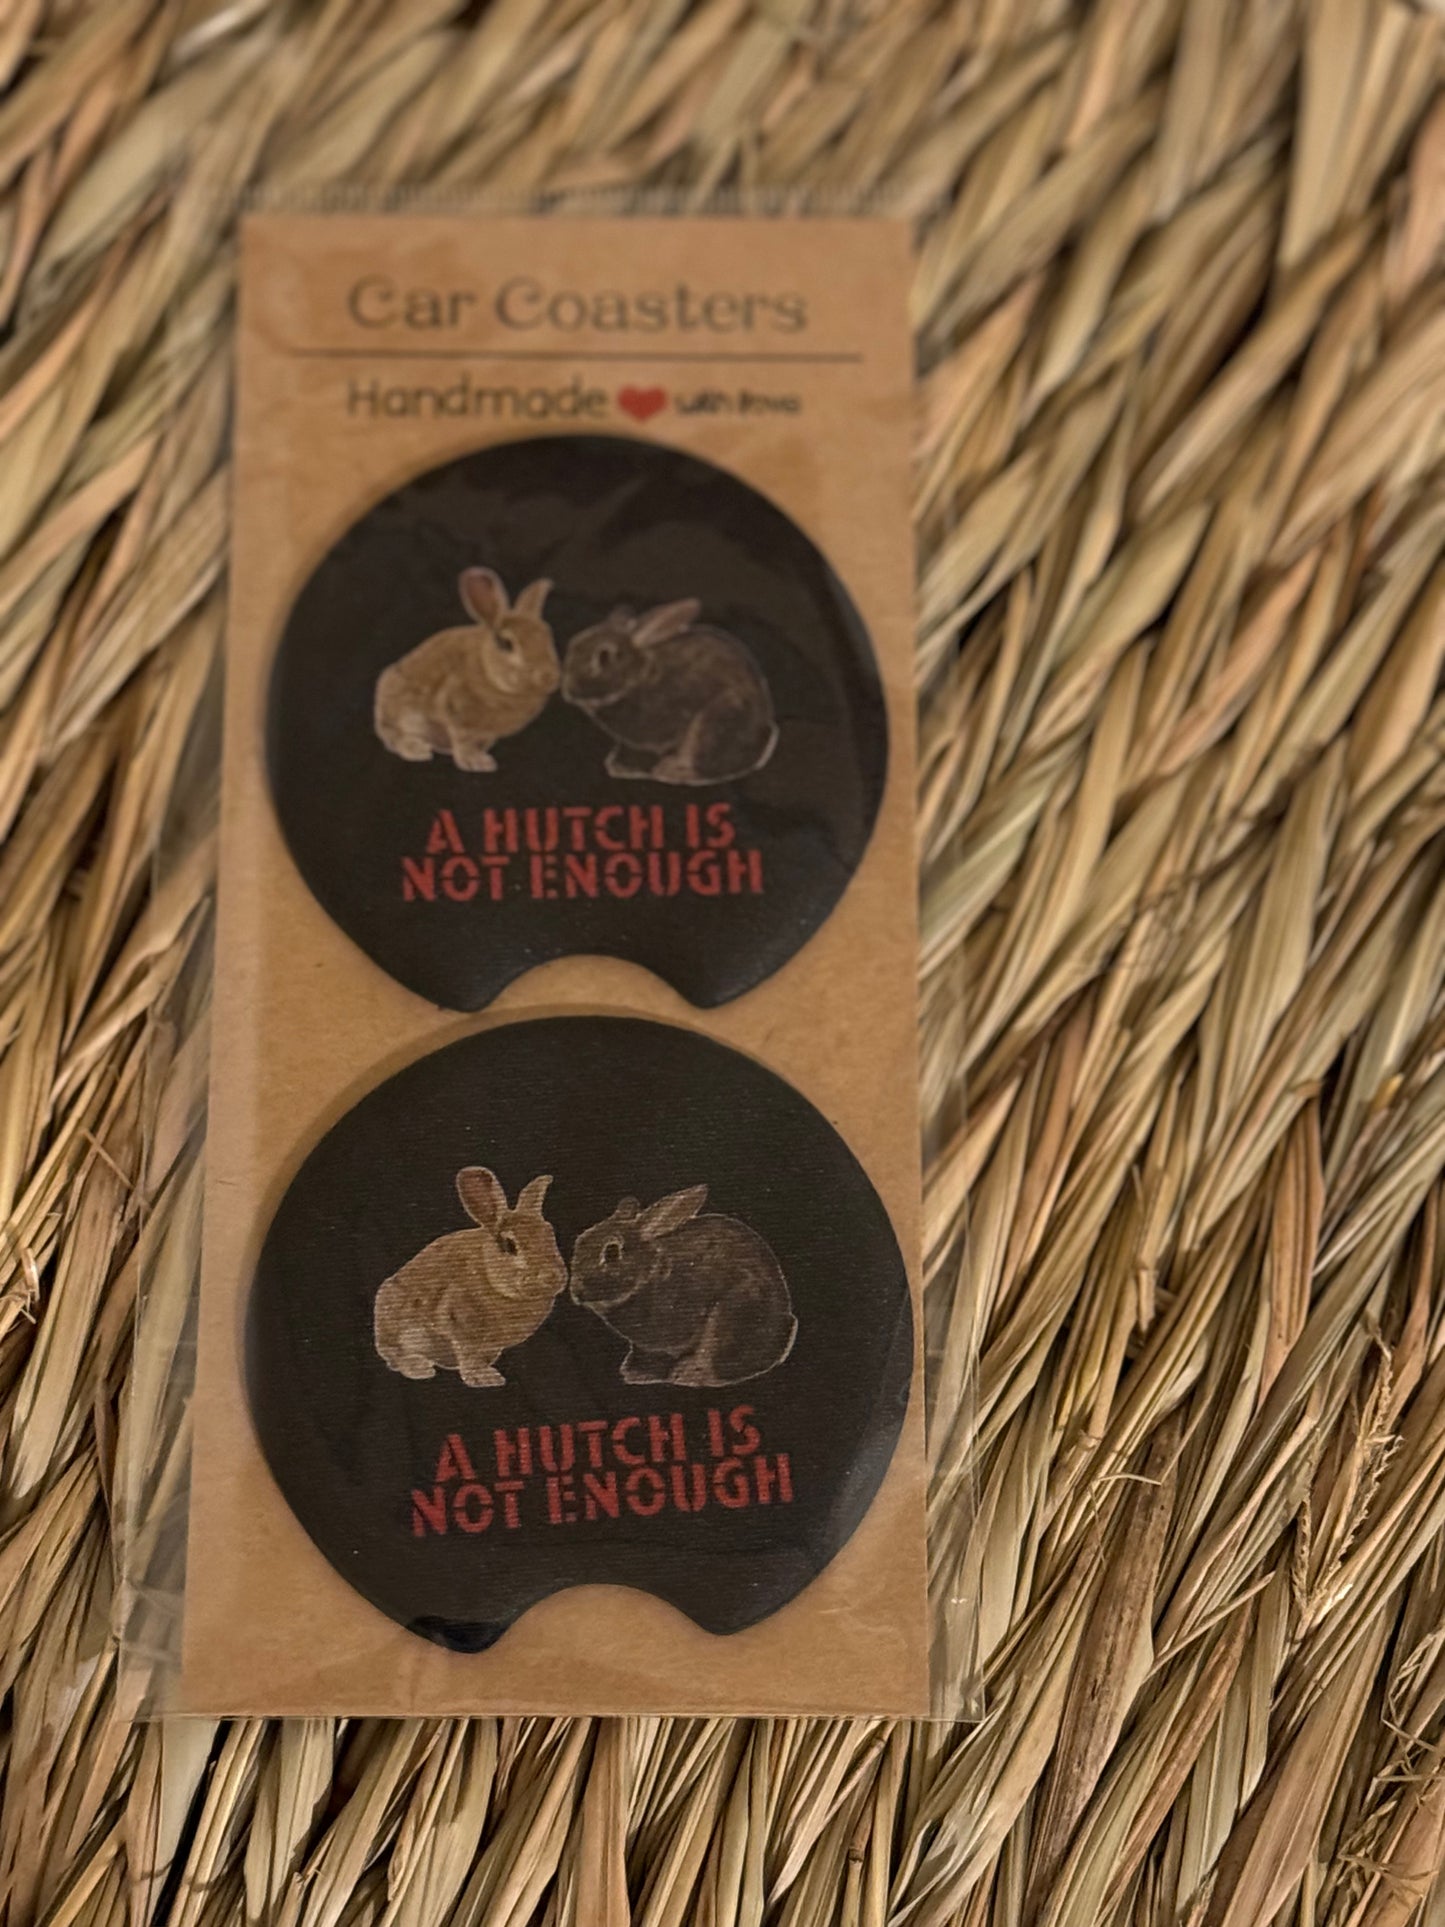 Car Coasters
Handmade with love
A HUTCH IS
NOT ENOUGH
A HUTCH IS
NOT ENOUGH